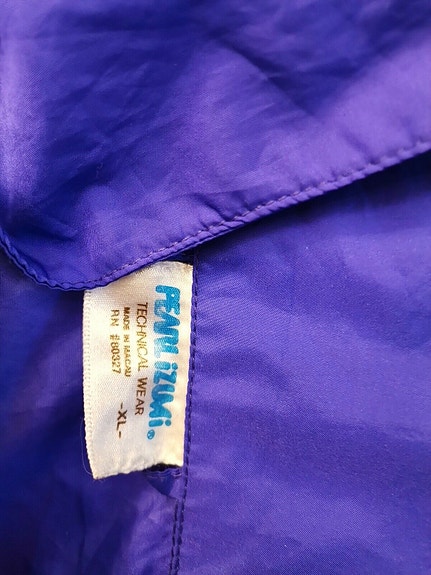 PEARL iZUMi®
TECHNICAL WEAR
MADE IN MACAU
RN #80327
-XL-